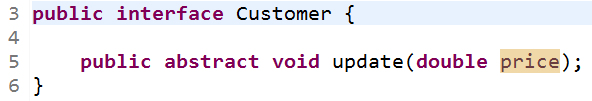 3 public interface Customer {
4
5     public abstract void update(double price);
6 }